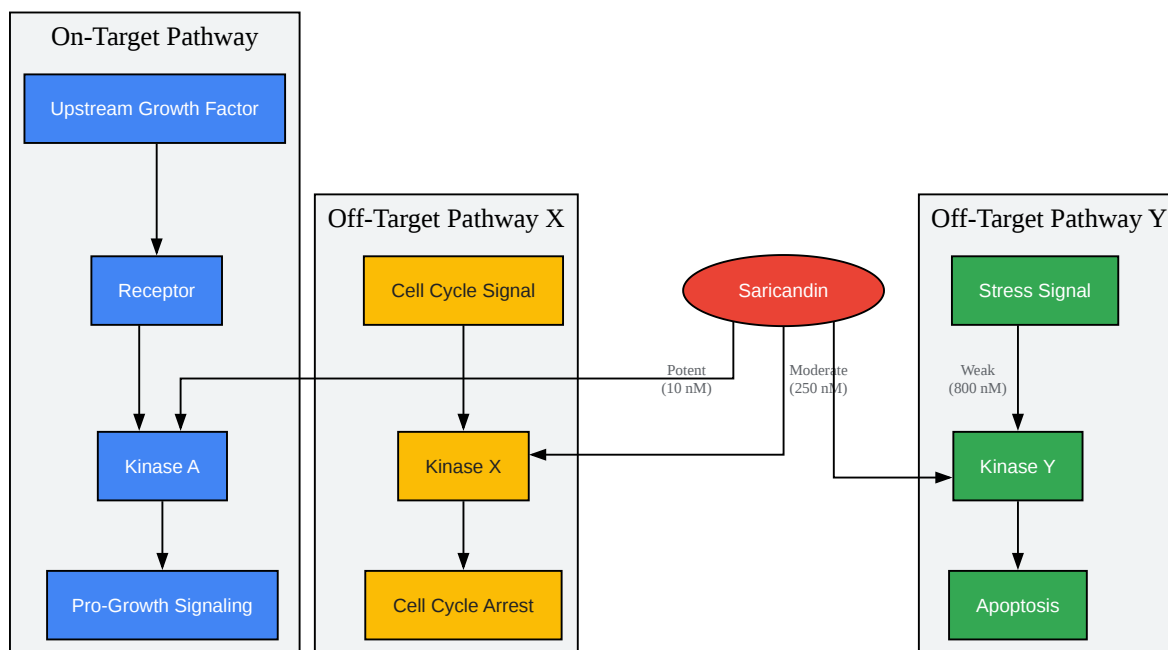 On-Target Pathway
Upstream Growth Factor
Receptor
Kinase A
Pro-Growth Signaling
Off-Target Pathway X
Cell Cycle Signal
Kinase X
Cell Cycle Arrest
Saricandin
Potent
(10 nM)
Moderate
(250 nM)
Off-Target Pathway Y
Stress Signal
Weak
(800 nM)
Kinase Y
Apoptosis